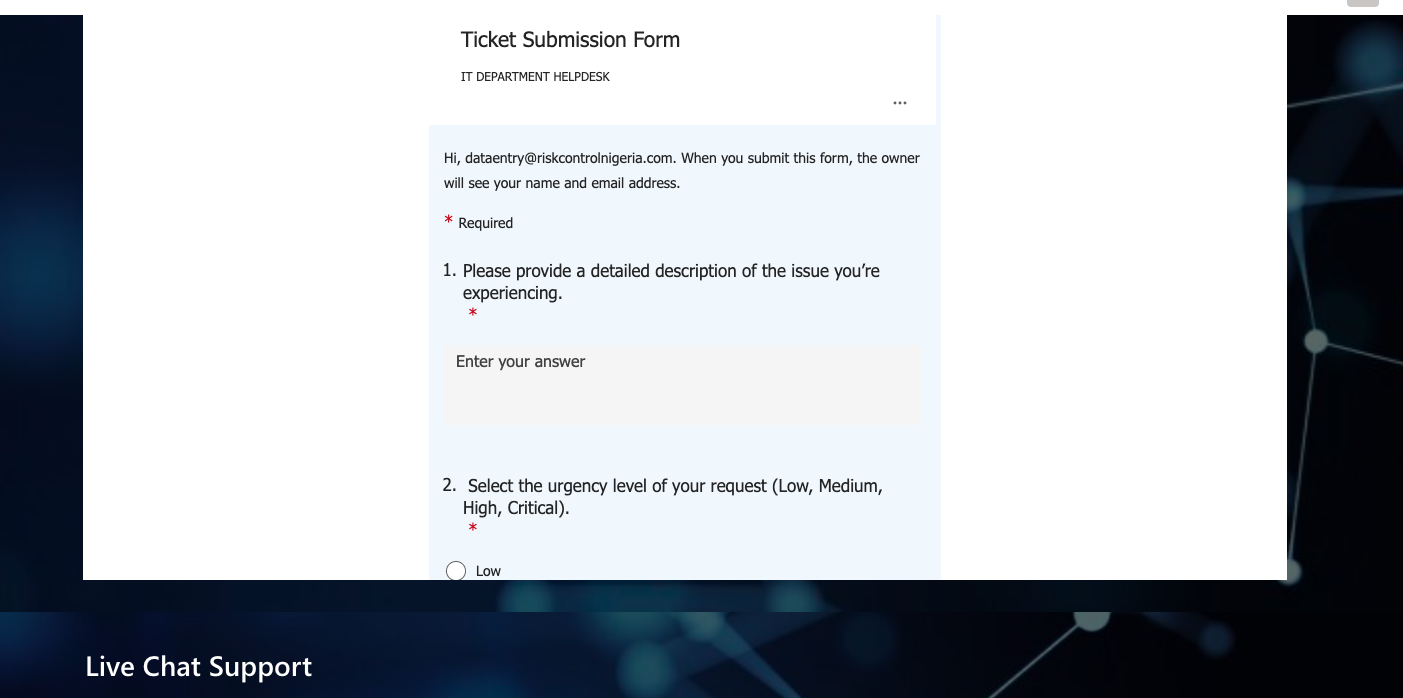 Ticket Submission Form
IT DEPARTMENT HELPDESK
...
Hi, dataentry@riskcontrolnigeria.com. When you submit this form, the owner
will see your name and email address.
* Required
1. Please provide a detailed description of the issue you’re
experiencing.
*
Enter your answer
2. Select the urgency level of your request (Low, Medium,
High, Critical).
*
Low
Live Chat Support